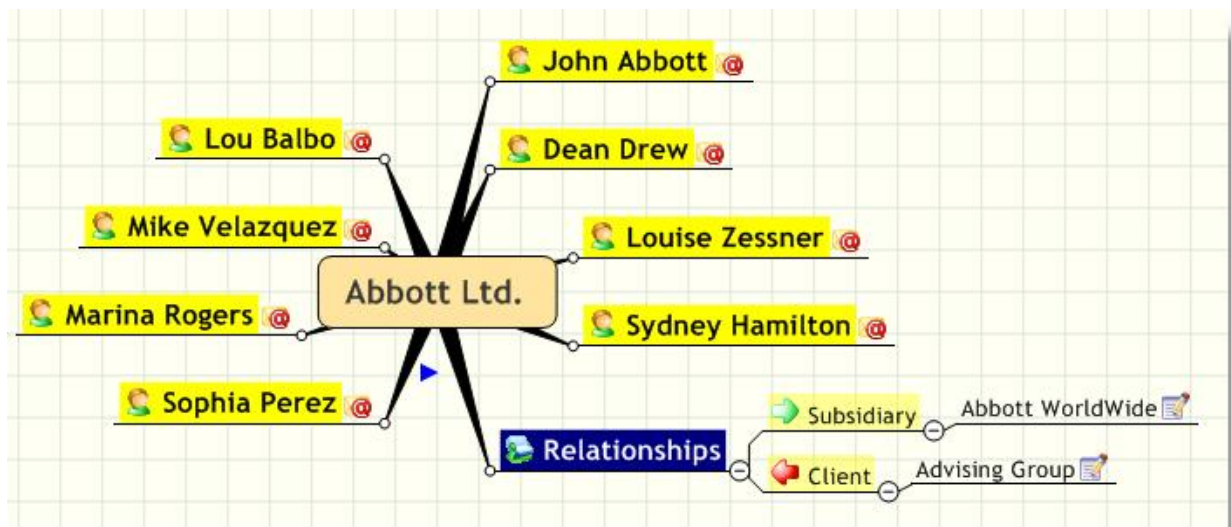 John Abbott
Lou Balbo
Dean Drew
Mike Velazquez
Louise Zessner
Abbott Ltd.
Marina Rogers
Sydney Hamilton
Sophia Perez
Relationships
Subsidiary
Abbott WorldWide
Client
Advising Group